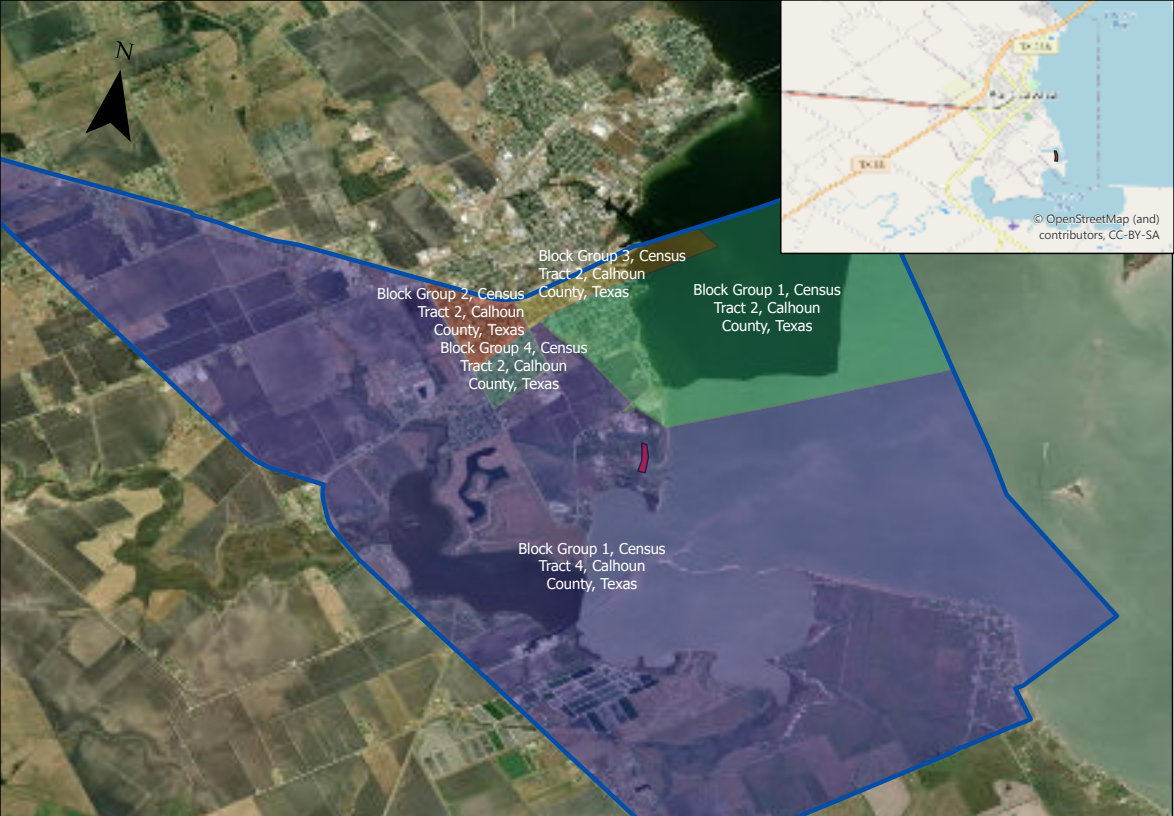 N
© OpenStreetMap (and)
contributors, CC-BY-SA
Block Group 3, Census
Tract 2, Calhoun
County, Texas
Block Group 1, Census
Tract 2, Calhoun
County, Texas
Block Group 2, Census
Tract 2, Calhoun
County, Texas
Block Group 4, Census
Tract 2, Calhoun
County, Texas
Block Group 1, Census
Tract 4, Calhoun
County, Texas